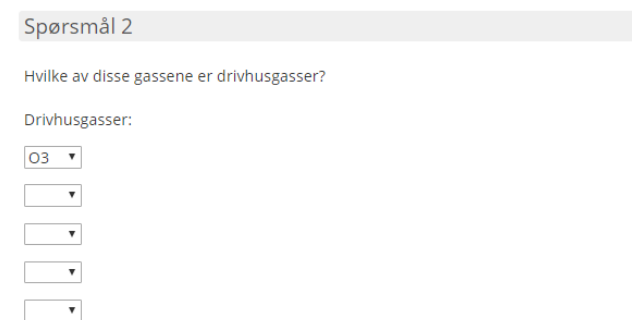 Spørsmål 2
Hvilke av disse gassene er drivhusgasser?
Drivhusgasser:
O3